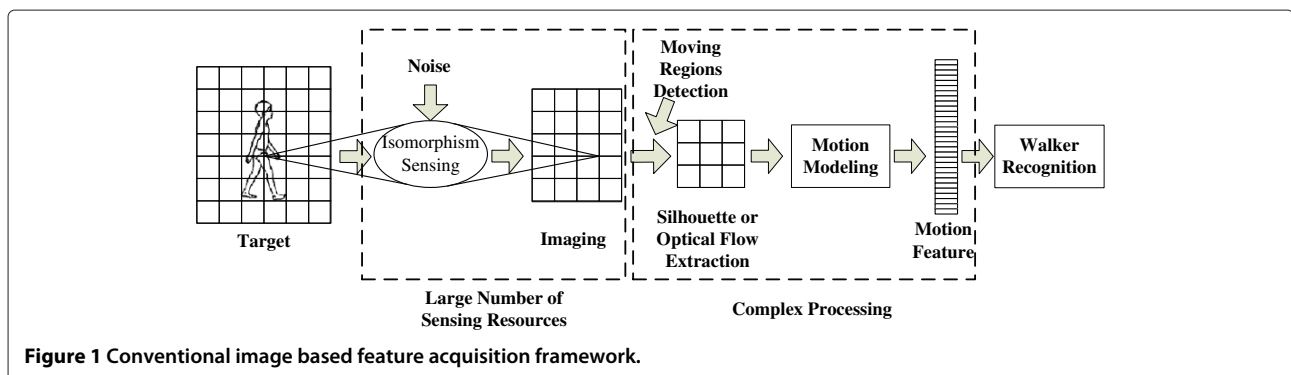 Noise
Isomorphism
Sensing
Target
Imaging
Large Number of
Sensing Resources
Moving
Regions
Detection
Silhouette or
Optical Flow
Extraction
Motion
Modeling
Motion
Feature
Complex Processing
Walker
Recognition
Figure 1 Conventional image based feature acquisition framework.